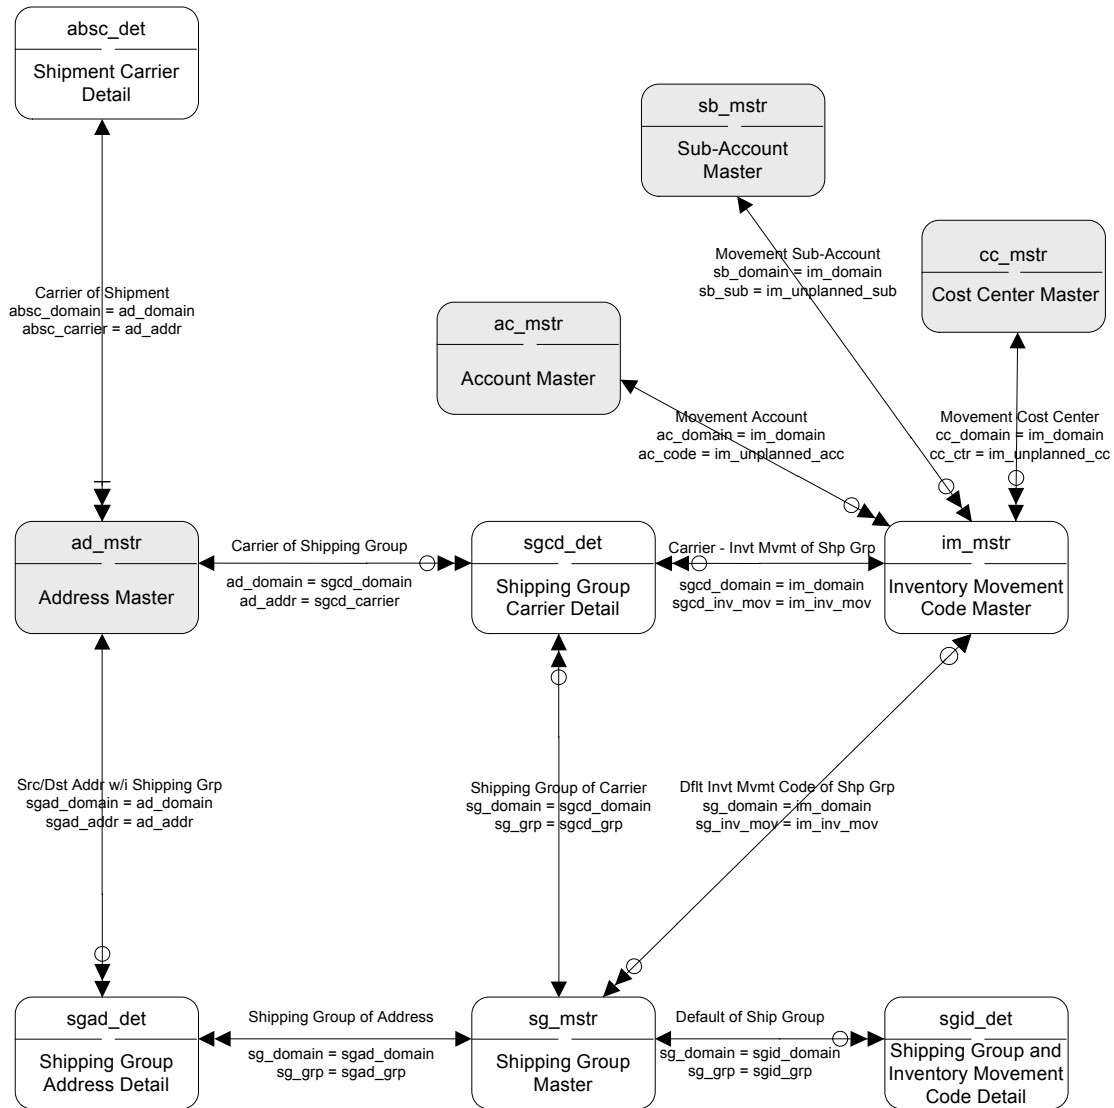 absc_det
Shipment Carrier
Detail
sb_mstr
Sub-Account
Master
cc_mstr
Cost Center Master
Movement Sub-Account
sb_domain = im_domain
sb_sub = im_unplanned_sub
Carrier of Shipment
absc_domain = ad_domain
absc_carrier = ad_addr
ac_mstr
Account Master
Movement Account
ac_domain = im_domain
ac_code = im_unplanned_acc
Movement Cost Center
cc_domain = im_domain
cc_ctr = im_unplanned_cc
ad_mstr
Address Master
Carrier of Shipping Group
ad_domain = sgcd_domain
ad_addr = sgcd_carrier
sgcd_det
Shipping Group
Carrier Detail
Carrier - Invt Mvmt of Shp Grp
sgcd_domain = im_domain
sgcd_inv_mov = im_inv_mov
im_mstr
Inventory Movement
Code Master
Src/Dst Addr w/i Shipping Grp
sgad_domain = ad_domain
sgad_addr = ad_addr
Shipping Group of Carrier
sg_domain = sgcd_domain
sg_grp = sgcd_grp
Dflt Invt Mvmt Code of Shp Grp
sg_domain = im_domain
sg_inv_mov = im_inv_mov
sgad_det
Shipping Group
Address Detail
Shipping Group of Address
sg_domain = sgad_domain
sg_grp = sgad_grp
sg_mstr
Shipping Group
Master
Default of Ship Group
sg_domain = sgid_domain
sg_grp = sgid_grp
sgid_det
Shipping Group and
Inventory Movement
Code Detail